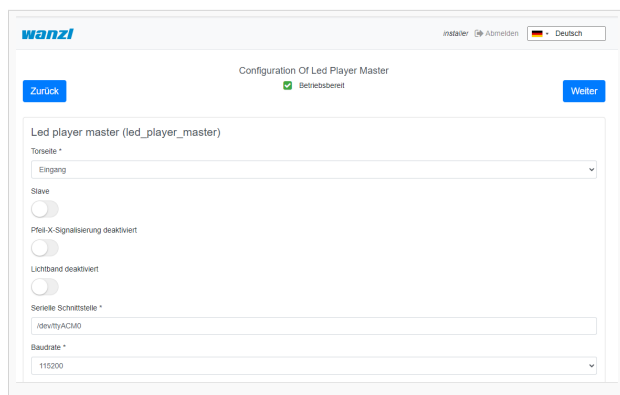 wanzl
installer Abmelden Deutsch
Configuration Of Led Player Master
Zurück
Betriebsbereit
Weiter
Led player master (led_player_master)
Torseite *
Eingang
Slave
Pfeil-X-Signalisierung deaktiviert
Lichtband deaktiviert
Serielle Schnittstelle *
/dev/ttyACM0
Baudrate *
115200